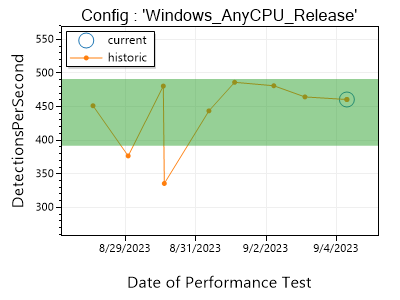 Config : 'Windows_AnyCPU_Release'
current
historic
DetectionsPerSecond
550
500
450
400
350
300
8/29/2023
8/31/2023
9/2/2023
9/4/2023
Date of Performance Test